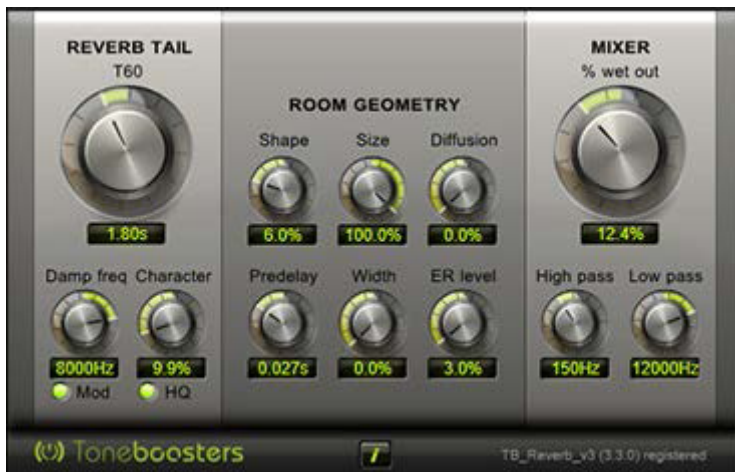 REVERB TAIL
T60
1.80s
Damp freq Character
8000Hz 9.9%
Mod HQ
ROOM GEOMETRY
Shape Size Diffusion
6.0% 100.0% 0.0%
Predelay Width ER level
0.027s 0.0% 3.0%
MIXER
% wet out
12.4%
High pass Low pass
150Hz 12000Hz
Toneboosters
i
TB_Reverb_v3 (3.3.0) registered